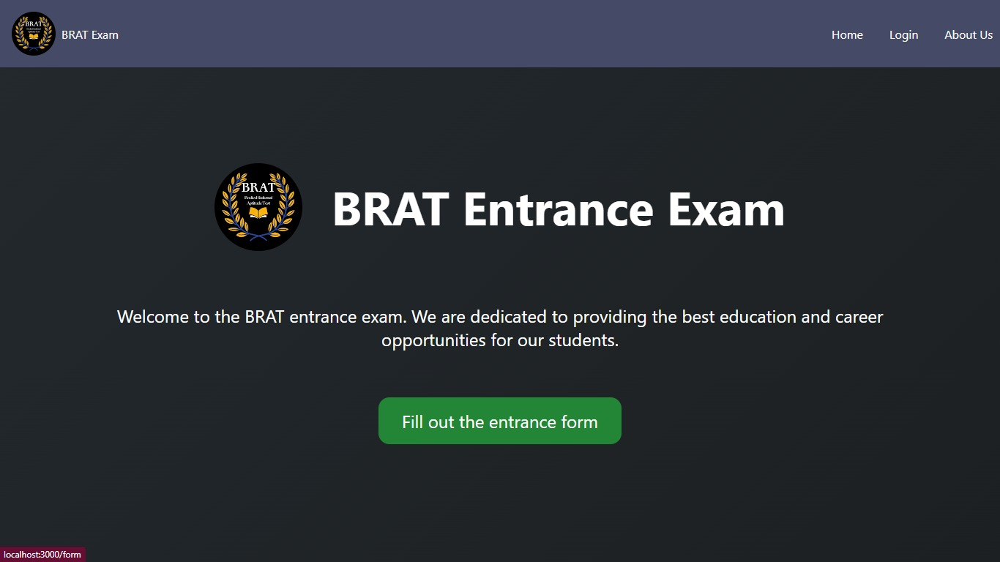 BRAT
BRAT Exam
Home
Login
About Us
BRAT
Aptitude Test
BRAT Entrance Exam
Welcome to the BRAT entrance exam. We are dedicated to providing the best education and career
opportunities for our students.
Fill out the entrance form
localhost:3000/form